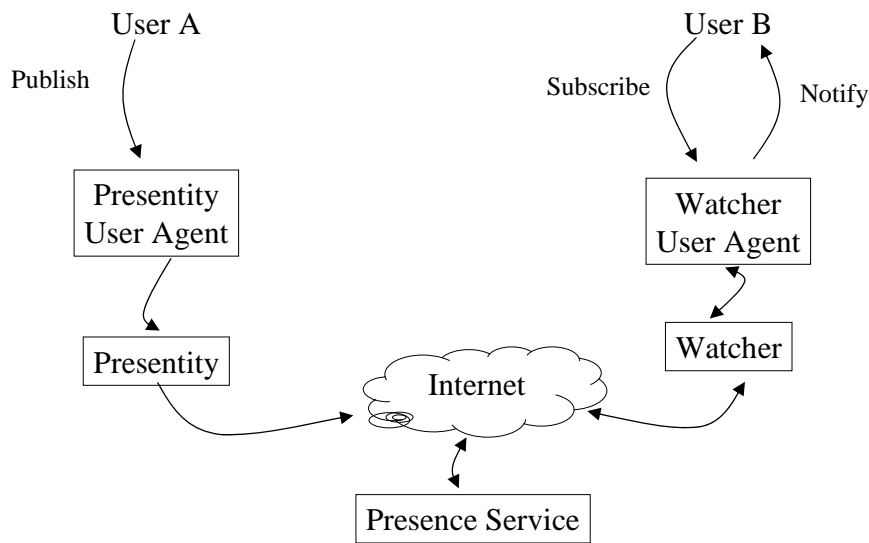 User A
User B
Publish
Subscribe
Notify
Presentity
User Agent
Watcher
User Agent
Presentity
Internet
Watcher
Presence Service